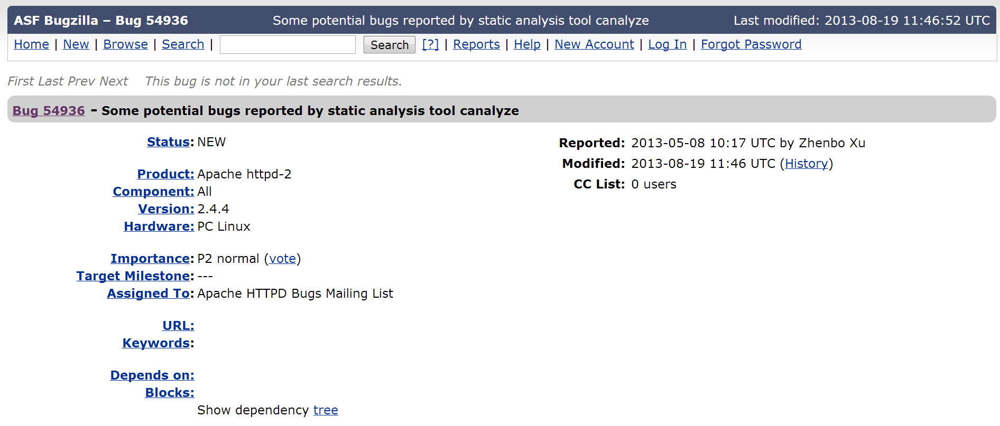 ASF Bugzilla – Bug 54936 Some potential bugs reported by static analysis tool canalyze Last modified: 2013-08-19 11:46:52 UTC
Home | New | Browse | Search | Search [?] | Reports | Help | New Account | Log In | Forgot Password
First Last Prev Next This bug is not in your last search results.
Bug 54936 - Some potential bugs reported by static analysis tool canalyze
Status: NEW
Product: Apache httpd-2
Component: All
Version: 2.4.4
Hardware: PC Linux
Importance: P2 normal (vote)
Target Milestone: ---
Assigned To: Apache HTTPD Bugs Mailing List
URL:
Keywords:
Depends on:
Blocks:
Show dependency tree
Reported: 2013-05-08 10:17 UTC by Zhenbo Xu
Modified: 2013-08-19 11:46 UTC (History)
CC List: 0 users